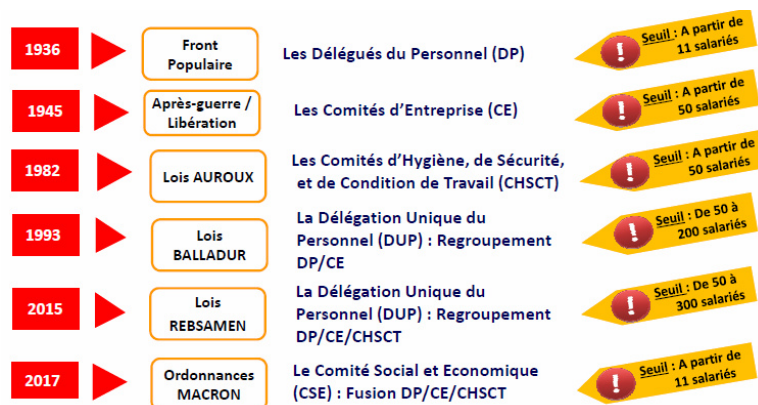 1936
Front
Populaire
Les Délégués du Personnel (DP)
Seuil : A partir de
11 salariés
1945
Après-guerre /
Libération
Les Comités d'Entreprise (CE)
Seuil : A partir de
50 salariés
1982
Lois AUROUX
Les Comités d'Hygiène, de Sécurité,
et de Condition de Travail (CHSCT)
Seuil : A partir de
50 salariés
1993
Lois
BALLADUR
La Délégation Unique du
Personnel (DUP) : Regroupement
DP/CE
Seuil : De 50 à
200 salariés
2015
Lois
REBSAMEN
La Délégation Unique du
Personnel (DUP) : Regroupement
DP/CE/CHSCT
Seuil : De 50 à
300 salariés
2017
Ordonnances
MACRON
Le Comité Social et Economique
(CSE) : Fusion DP/CE/CHSCT
Seuil : A partir de
11 salariés